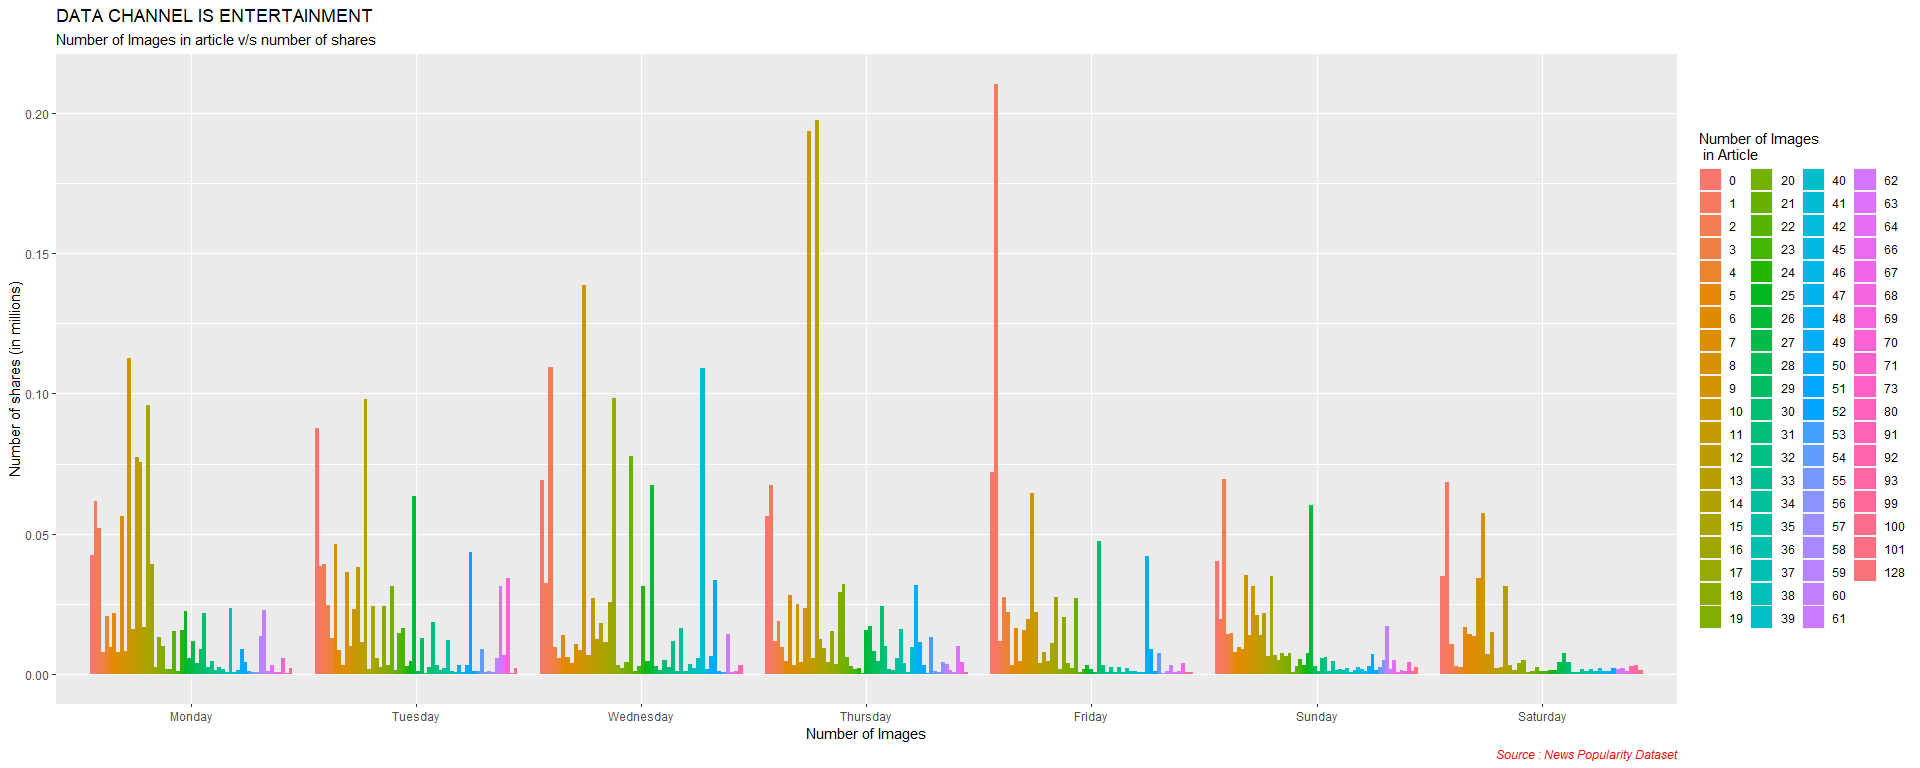 DATA CHANNEL IS ENTERTAINMENT
Number of Images in article v/s number of shares
Number of shares (in millions)
0.20
0.15
0.10
0.05
0.00
Monday Tuesday Wednesday Thursday Friday Sunday Saturday
Number of Images
Source : News Popularity Dataset
Number of Images
in Article
0 20 40 62
1 21 41 63
2 22 42 64
3 23 45 66
4 24 46 67
5 25 47 68
6 26 48 69
7 27 49 70
8 28 50 71
9 29 51 73
10 30 52 80
11 31 53 91
12 32 54 92
13 33 55 93
14 34 56 99
15 35 57 100
16 36 58 101
17 37 59 128
18 38 60
19 39 61